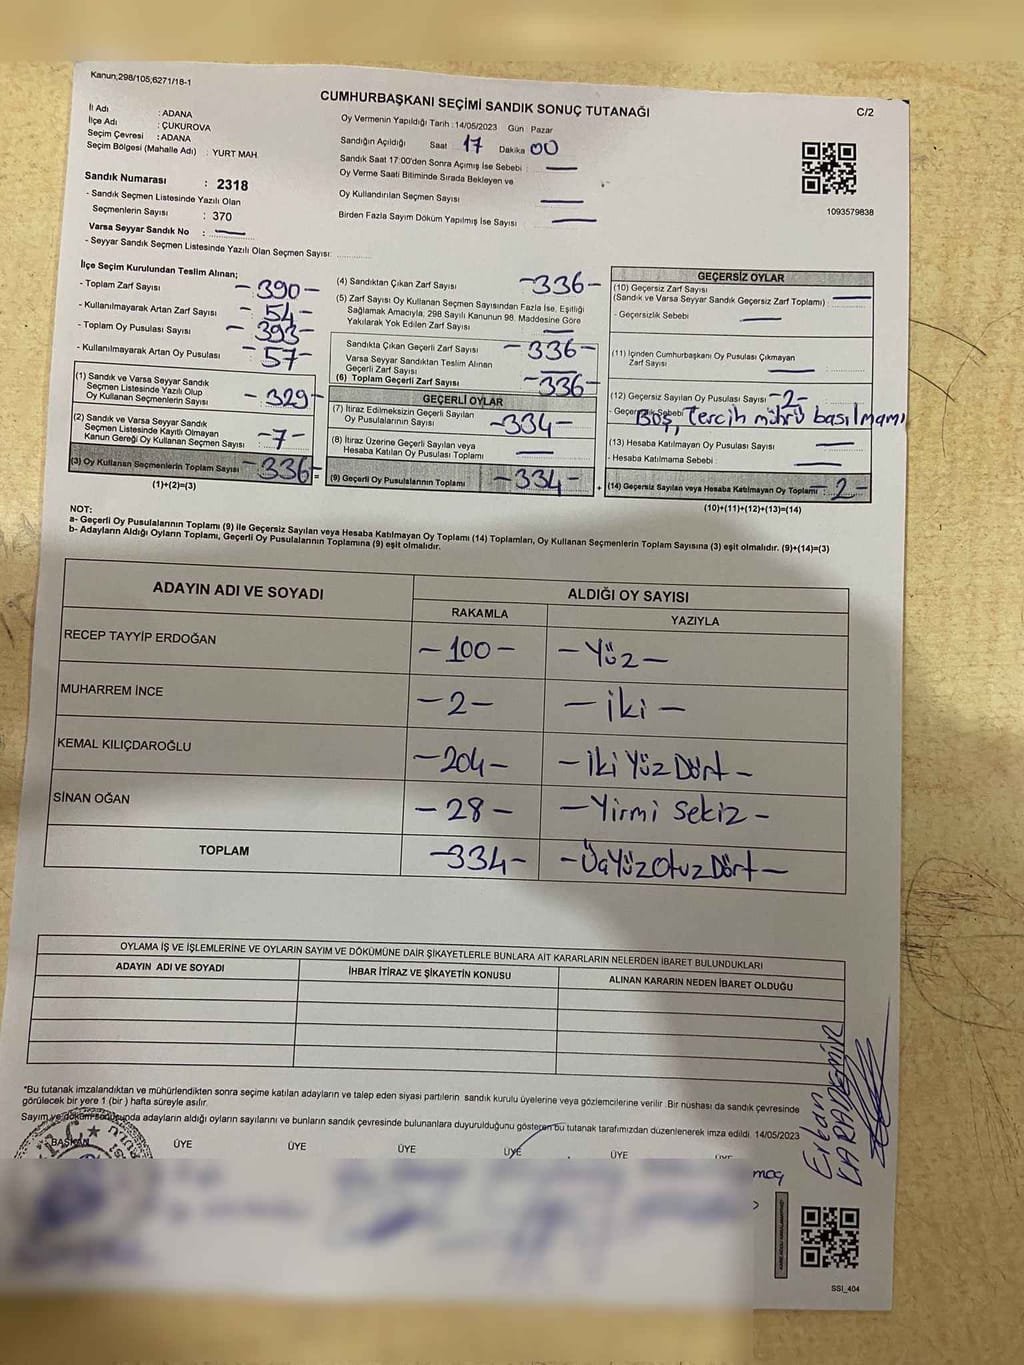 Kanun;298/105,6271/18-1
CUMHURBAŞKANI SEÇİMİ SANDIK SONUÇ TUTANAĞI
C/2
İl Adı : ADANA
İlçe Adı : ÇUKUROVA
Seçim Çevresi : ADANA
Seçim Bölgesi (Mahalle Adı) : YURT MAH.
Sandık Numarası : 2318
- Sandık Seçmen Listesinde Yazılı Olan
Seçmenlerin Sayısı : 370
Varsa Seyyar Sandık No :
- Seyyar Sandık Seçmen Listesinde Yazılı Olan Seçmen Sayısı:
Oy Vermenin Yapıldığı Tarih : 14/05/2023 Gün Pazar
Sandığın Açıldığı Saat 17 Dakika 00
Sandık Saat 17:00'den Sonra Açımış İse Sebebi :
Oy Verme Saati Bitiminde Sırada Bekleyen ve
Oy Kullandırılan Seçmen Sayısı
Birden Fazla Sayım Döküm Yapılmış İse Sayısı
1093579838
İlçe Seçim Kurulundan Teslim Alınan;
- Toplam Zarf Sayısı - 390 -
- Kullanılmayarak Artan Zarf Sayısı - 54 -
- Toplam Oy Pusulası Sayısı - 393 -
- Kullanılmayarak Artan Oy Pusulası - 57 -
(1) Sandık ve Varsa Seyyar Sandık
Seçmen Listesinde Yazılı Olup
Oy Kullanan Seçmenlerin Sayısı - 329 -
(2) Sandık ve Varsa Seyyar Sandık
Seçmen Listesinde Kayıtlı Olmayan
Kanun Gereği Oy Kullanan Seçmen Sayısı - 7 -
(3) Oy Kullanan Seçmenlerin Toplam Sayısı - 336 -
(1)+(2)=(3)
(4) Sandıktan Çıkan Zarf Sayısı - 336 -
(5) Zarf Sayısı Oy Kullanan Seçmen Sayısından Fazla İse, Eşitliği
Sağlamak Amacıyla, 298 Sayılı Kanunun 98. Maddesine Göre
Yakılarak Yok Edilen Zarf Sayısı
Sandıkta Çıkan Geçerli Zarf Sayısı - 336 -
Varsa Seyyar Sandıktan Teslim Alınan
Geçerli Zarf Sayısı
(6) Toplam Geçerli Zarf Sayısı - 336 -
GEÇERLİ OYLAR
(7) İtiraz Edilmeksizin Geçerli Sayılan
Oy Pusulalarının Sayısı - 334 -
(8) İtiraz Üzerine Geçerli Sayılan veya
Hesaba Katılan Oy Pusulası Toplamı
(9) Geçerli Oy Pusulalarının Toplamı - 334 -
GEÇERSİZ OYLAR
(10) Geçersiz Zarf Sayısı
(Sandık ve Varsa Seyyar Sandık Geçersiz Zarf Toplamı) :
- Geçersizlik Sebebi
(11) İçinden Cumhurbaşkanı Oy Pusulası Çıkmayan
Zarf Sayısı
(12) Geçersiz Sayılan Oy Pusulası Sayısı - 2 -
- Geçersizlik Sebebi Boş, Tercih mührü basılmamı
(13) Hesaba Katılmayan Oy Pusulası Sayısı
- Hesaba Katılmama Sebebi :
+ (14) Geçersiz Sayılan veya Hesaba Katılmayan Oy Toplamı : - 2 -
(10)+(11)+(12)+(13)=(14)
NOT:
a- Geçerli Oy Pusulalarının Toplamı (9) ile Geçersiz Sayılan veya Hesaba Katılmayan Oy Toplamı (14) Toplamları, Oy Kullanan Seçmenlerin Toplam Sayısına (3) eşit olmalıdır. (9)+(14)=(3)
b- Adayların Aldığı Oyların Toplamı, Geçerli Oy Pusulalarının Toplamına (9) eşit olmalıdır.
ADAYIN ADI VE SOYADI
ALDIĞI OY SAYISI
RAKAMLA YAZIYLA
RECEP TAYYİP ERDOĞAN - 100 - - Yüz -
MUHARREM İNCE - 2 - - iki -
KEMAL KILIÇDAROĞLU - 204 - - İki Yüz Dört -
SİNAN OĞAN - 28 - - Yirmi Sekiz -
TOPLAM - 334 - - ÜçYüzOtuzDört -
OYLAMA İŞ VE İŞLEMLERİNE VE OYLARIN SAYIM VE DÖKÜMÜNE DAİR ŞİKAYETLERLE BUNLARA AİT KARARLARIN NELERDEN İBARET BULUNDUKLARI
ADAYIN ADI VE SOYADI İHBAR İTİRAZ VE ŞİKAYETİN KONUSU ALINAN KARARIN NEDEN İBARET OLDUĞU
*Bu tutanak imzalandıktan ve mühürlendikten sonra seçime katılan adayların ve talep eden siyasi partilerin sandık kurulu üyelerine veya gözlemcilerine verilir .Bir nüshası da sandık çevresinde
görülecek bir yere 1 (bir ) hafta süreyle asılır.
Sayım ve döküm sonucunda adayların aldığı oyların sayılarını ve bunların sandık çevresinde bulunanlara duyurulduğunu gösteren bu tutanak tarafımızdan düzenlenerek imza edildi. 14/05/2023
BAŞKAN ÜYE ÜYE ÜYE ÜYE ÜYE ÜYE
Erkan
KARADEMİR
SSI_404